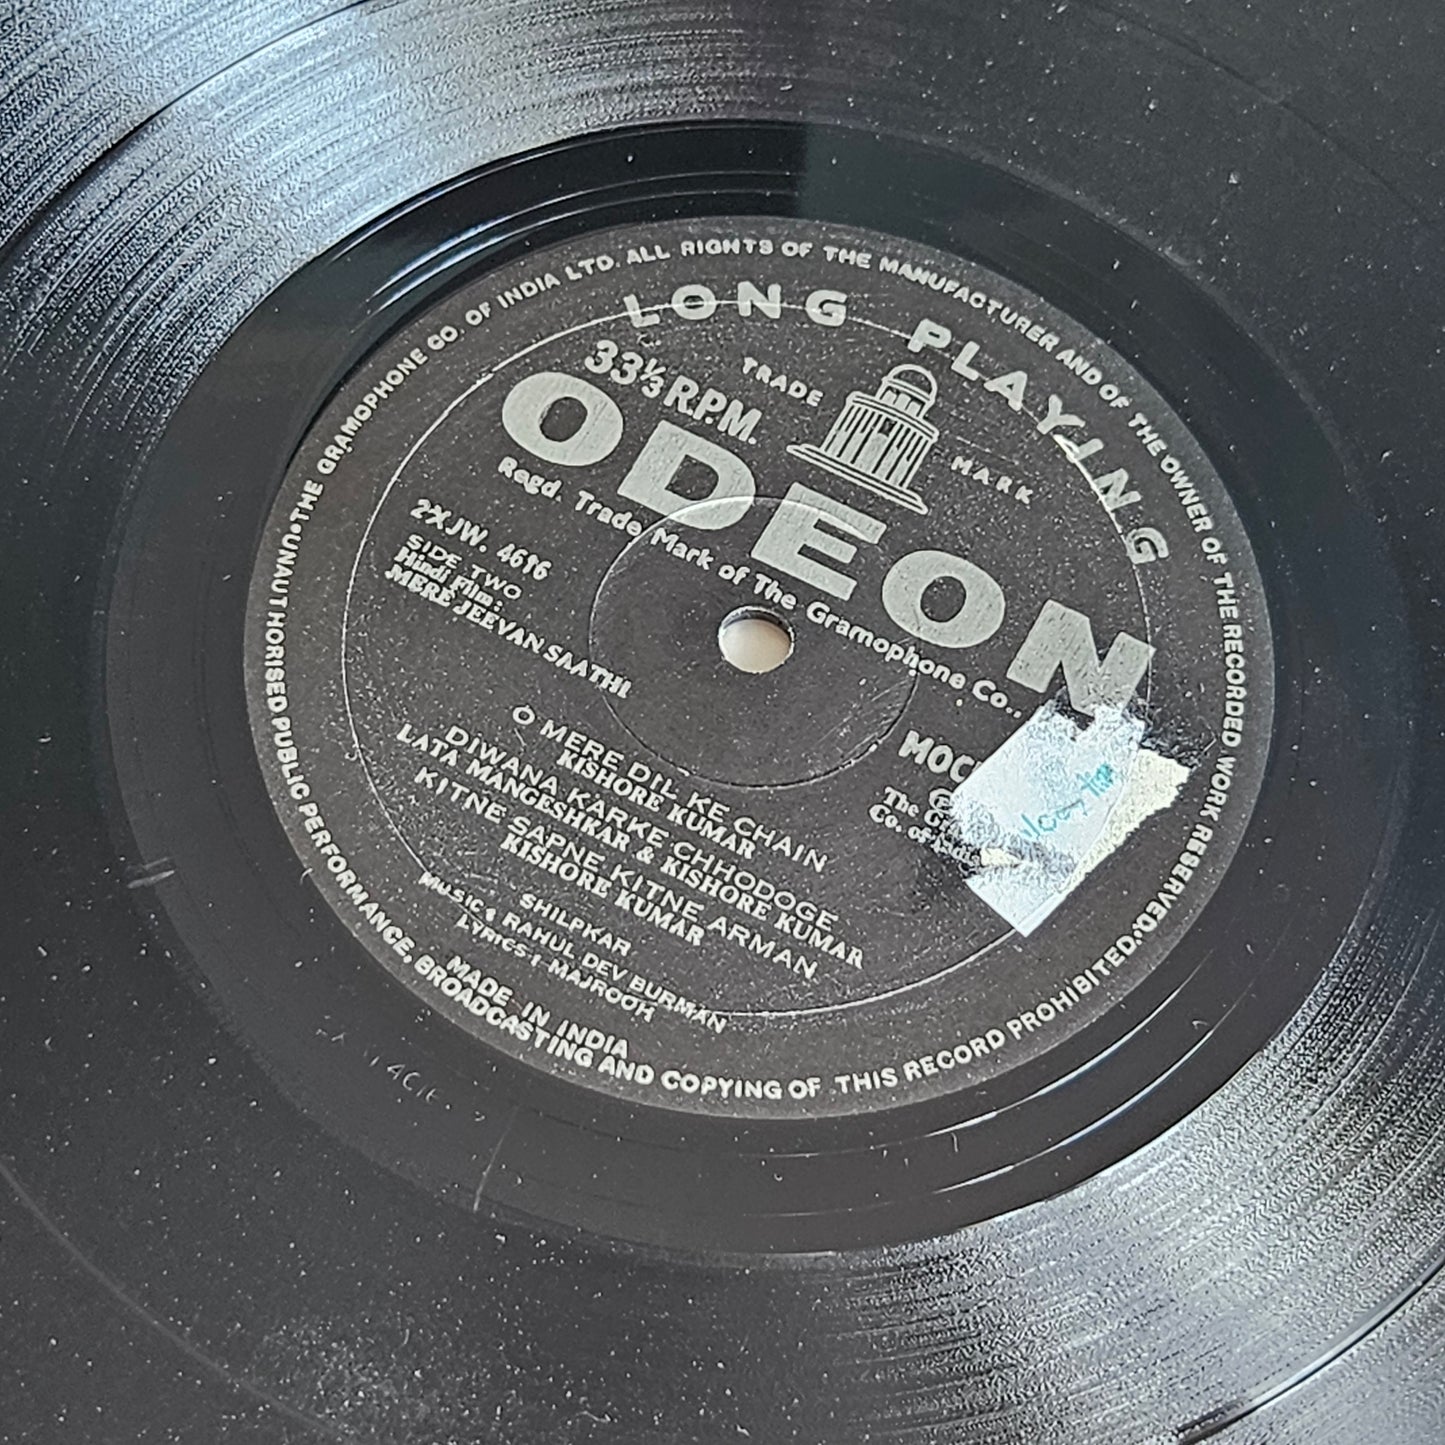 THE GRAMOPHONE CO. OF INDIA LTD. ALL RIGHTS OF THE MANUFACTURER AND OF THE OWNER OF THE RECORDED WORK RESERVED.
UNAUTHORISED PUBLIC PERFORMANCE, BROADCASTING AND COPYING OF THIS RECORD PROHIBITED.
LONG PLAYING
33⅓ R.P.M.
TRADE MARK
ODEON
Regd. Trade Mark of The Gramophone Co.,
2XJW. 4616
SIDE TWO
Hindi Film:
MERE JEEVAN SAATHI
O MERE DIL KE CHAIN
KISHORE KUMAR
DIWANA KARKE CHHODOGE
LATA MANGESHKAR & KISHORE KUMAR
KITNE SAPNE KITNE ARMAN
KISHORE KUMAR
SHILPKAR
MUSIC: RAHUL DEV BURMAN
LYRICS: MAJROOH
MADE IN INDIA
The
Co. of India